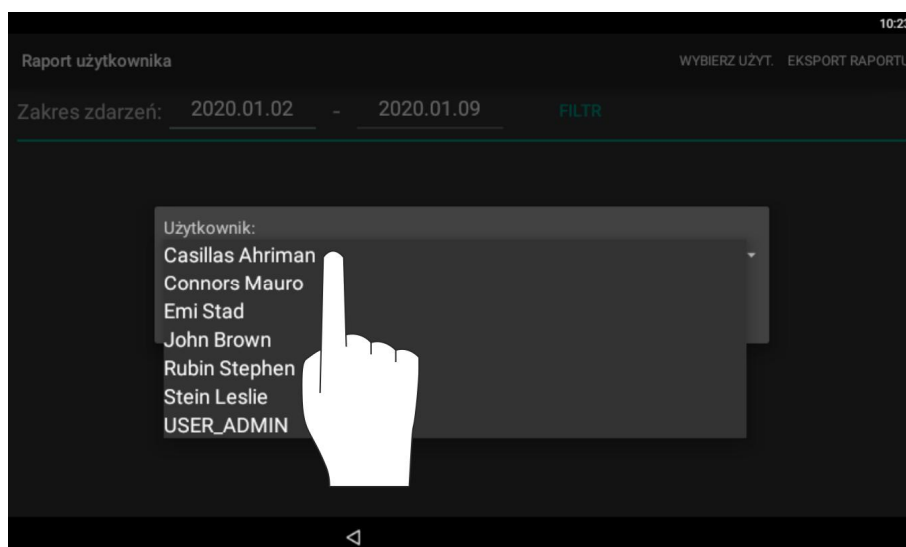 10:23
Raport użytkownika WYBIERZ UŻYT. EKSPORT RAPORTU
Zakres zdarzeń: 2020.01.02 - 2020.01.09 FILTR
Użytkownik:
Casillas Ahriman
Connors Mauro
Emi Stad
John Brown
Rubin Stephen
Stein Leslie
USER_ADMIN